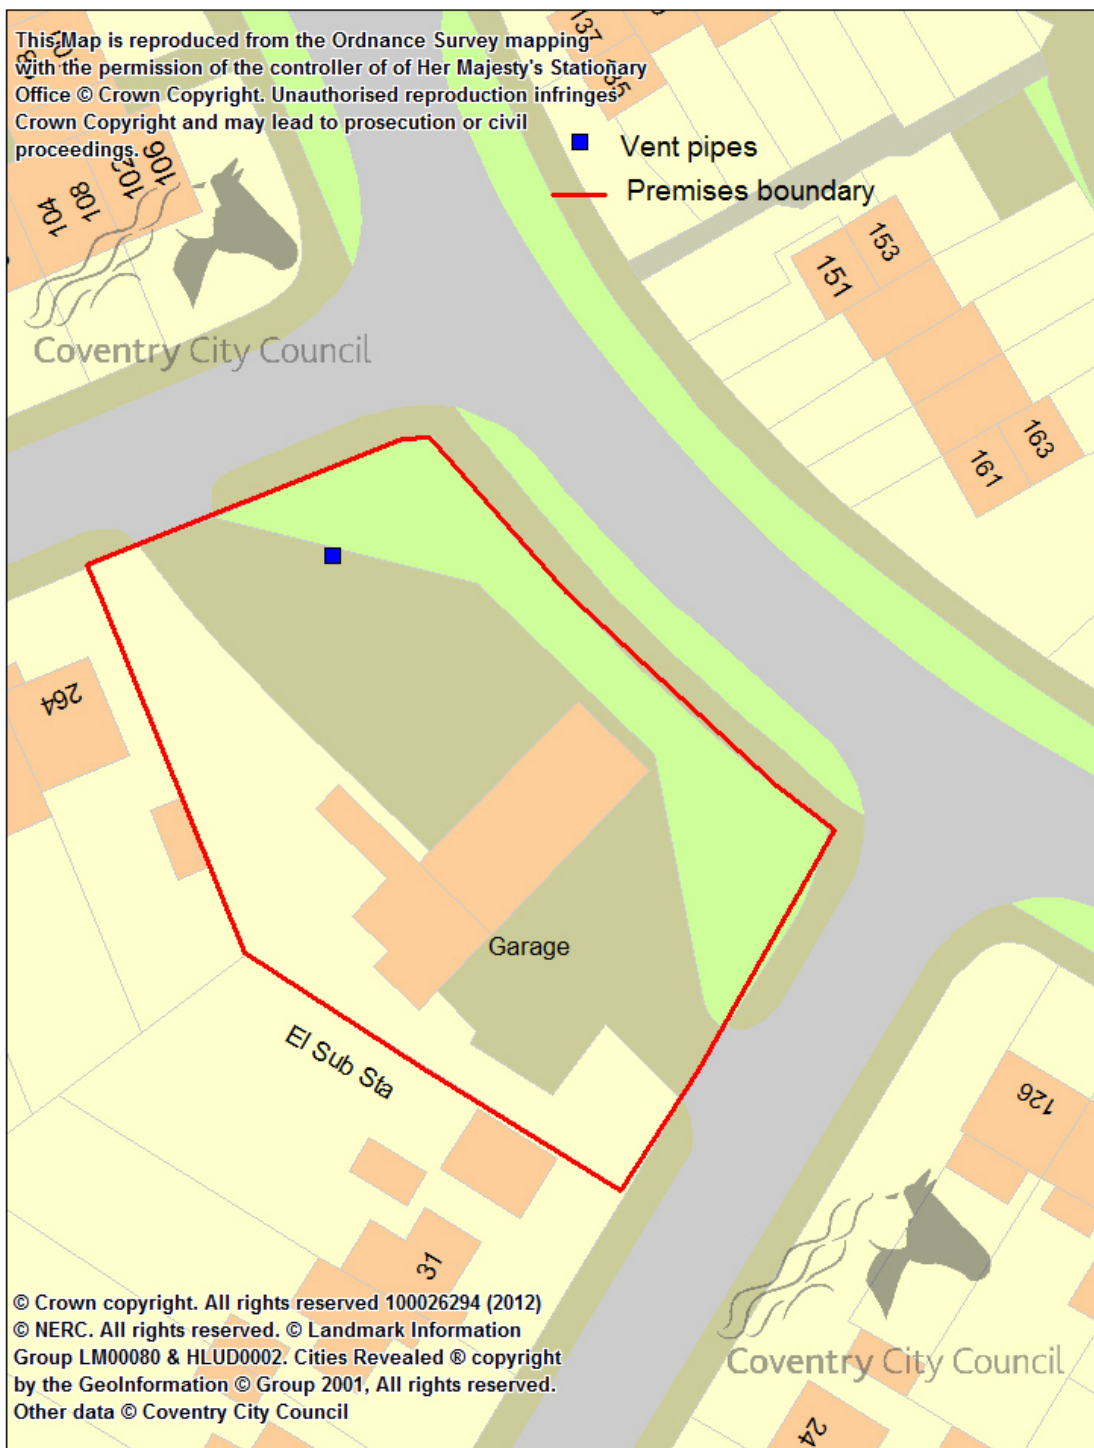 This Map is reproduced from the Ordnance Survey mapping
with the permission of the controller of of Her Majesty's Stationary
Office © Crown Copyright. Unauthorised reproduction infringes
Crown Copyright and may lead to prosecution or civil
proceedings.
137
135
Vent pipes
Premises boundary
106
102
108
104
153
151
Coventry City Council
163
161
264
Garage
El Sub Sta
126
31
© Crown copyright. All rights reserved 100026294 (2012)
© NERC. All rights reserved. © Landmark Information
Group LM00080 & HLUD0002. Cities Revealed ® copyright
by the GeoInformation © Group 2001, All rights reserved.
Other data © Coventry City Council
Coventry City Council
24